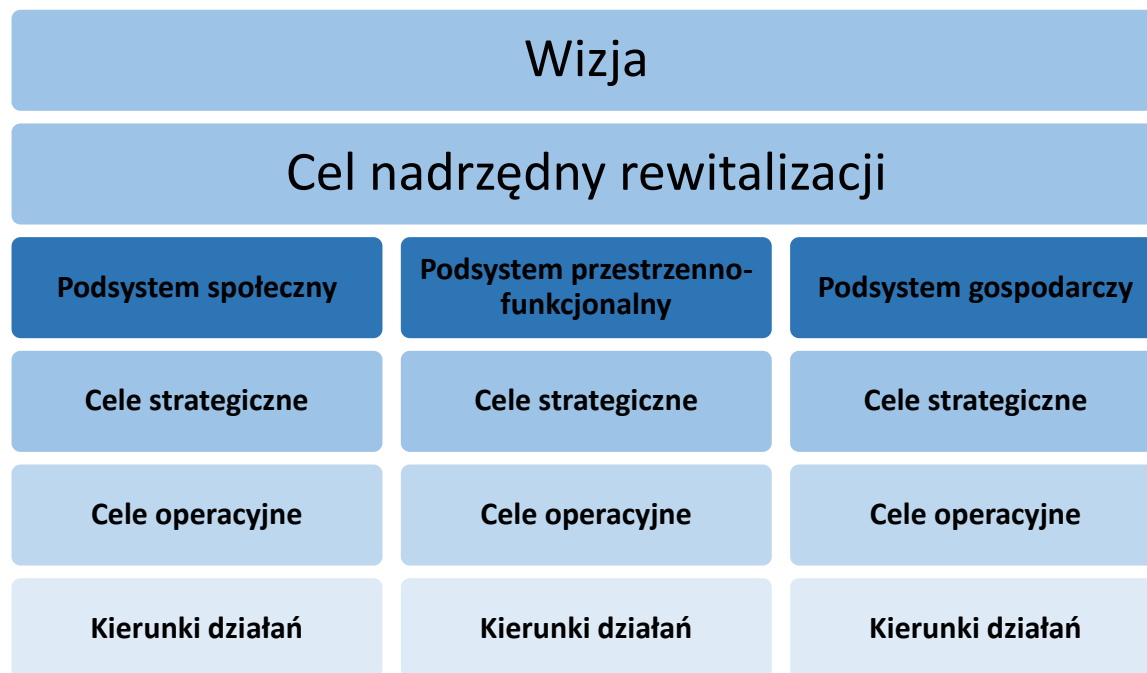 Wizja
Cel nadrzędny rewitalizacji
Podsystem społeczny
Podsystem przestrzenno-
funkcjonalny
Podsystem gospodarczy
Cele strategiczne
Cele strategiczne
Cele strategiczne
Cele operacyjne
Cele operacyjne
Cele operacyjne
Kierunki działań
Kierunki działań
Kierunki działań